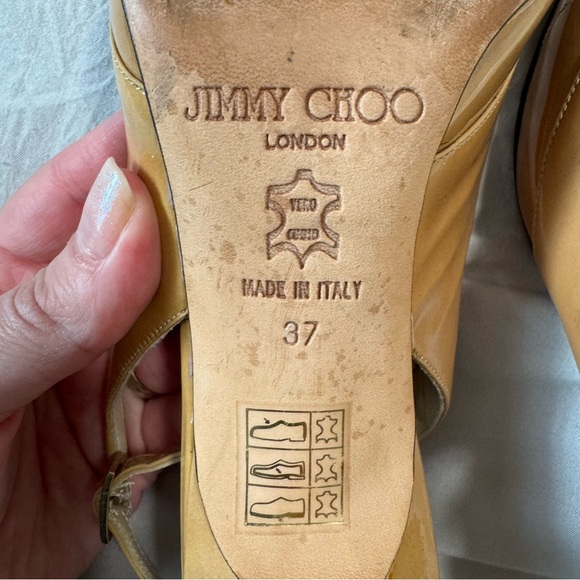 JIMMY CHOO
LONDON
VERO
CUOIO
MADE IN ITALY
37